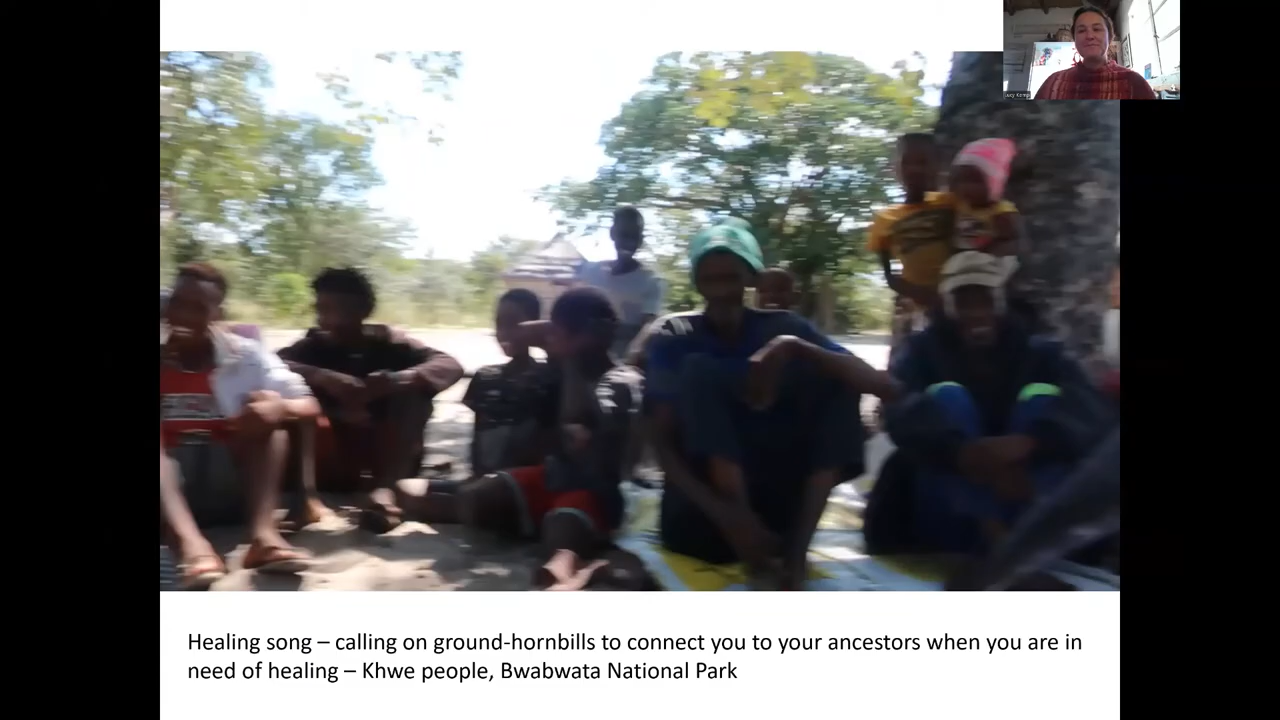 Healing song – calling on ground-hornbills to connect you to your ancestors when you are in
need of healing – Khwe people, Bwabwata National Park